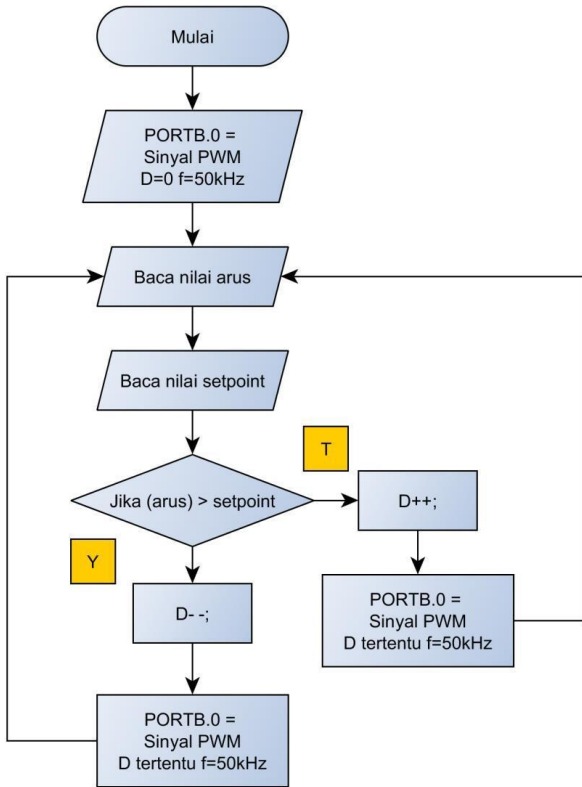 Mulai
PORTB.0 =
Sinyal PWM
D=0 f=50kHz
Baca nilai arus
Baca nilai setpoint
Jika (arus) > setpoint
T
D++;
PORTB.0 =
Sinyal PWM
D tertentu f=50kHz
Y
D- -;
PORTB.0 =
Sinyal PWM
D tertentu f=50kHz